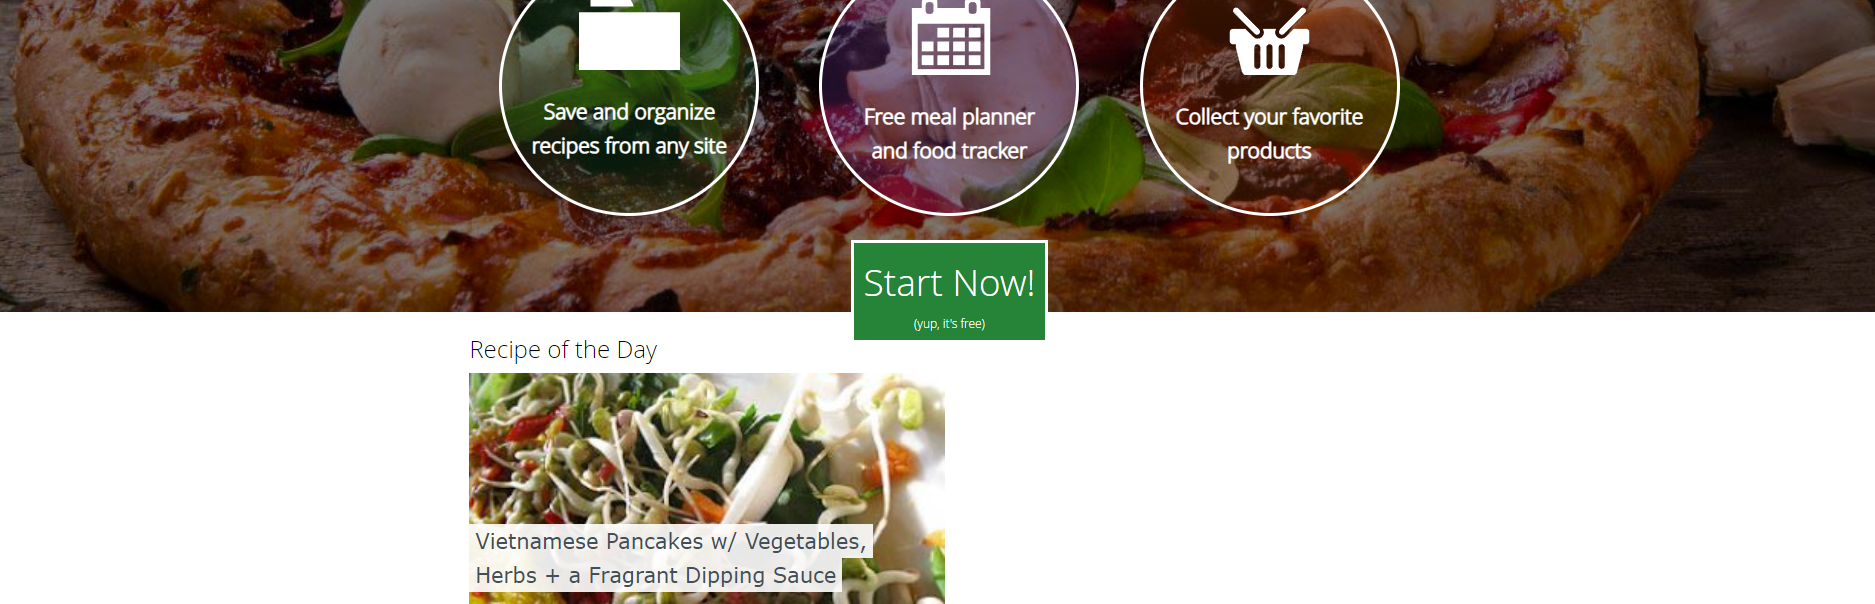 Save and organize
recipes from any site
Free meal planner
and food tracker
Collect your favorite
products
Start Now!
(yup, it's free)
Recipe of the Day
Vietnamese Pancakes w/ Vegetables,
Herbs + a Fragrant Dipping Sauce